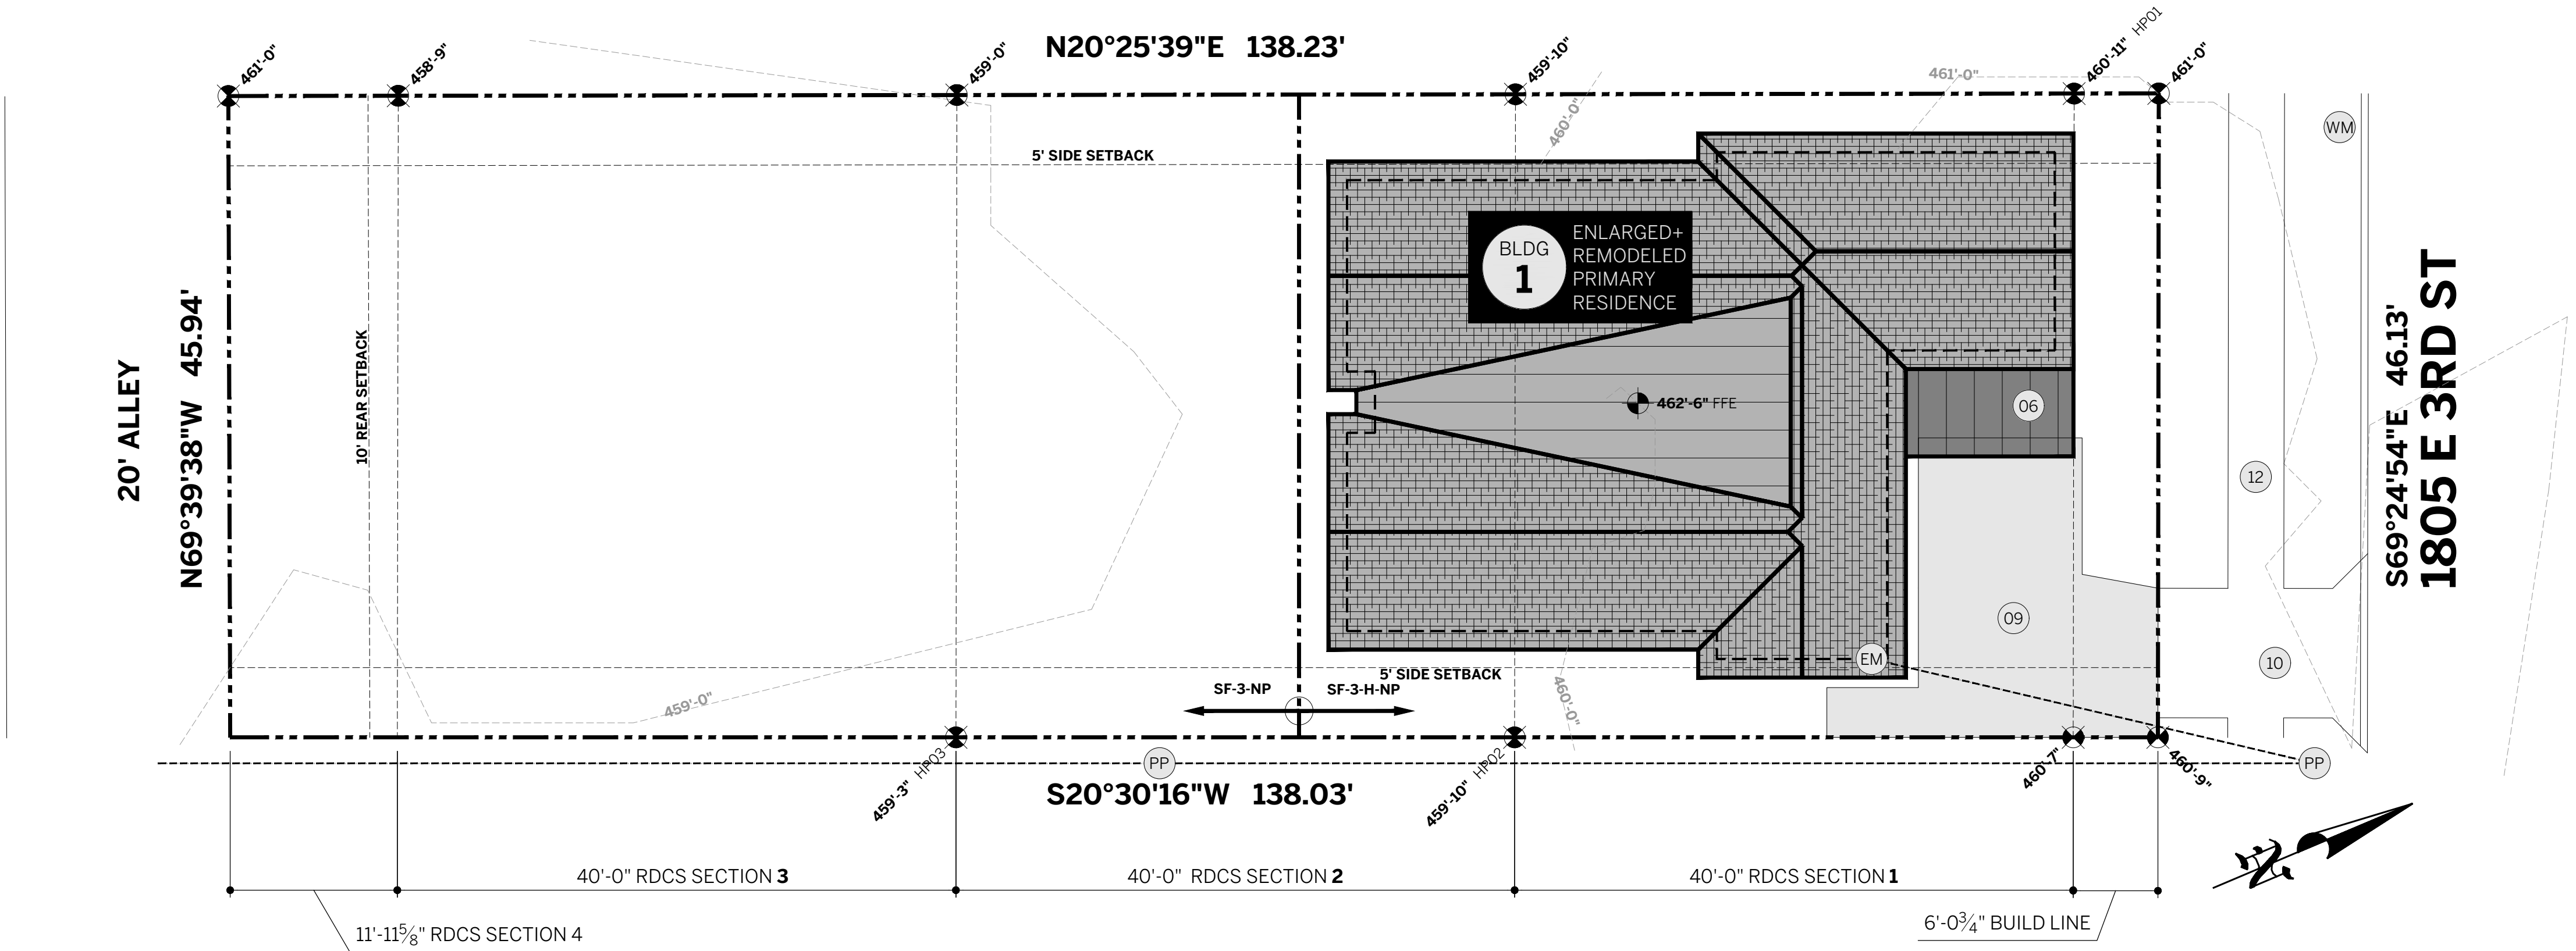 N20°25'39"E 138.23'
461'-0"
458'-9"
459'-0"
459'-10"
460'-11" HP01
461'-0"
461'-0"
460'-0"
WM
5' SIDE SETBACK
BLDG
1
ENLARGED+
REMODELED
PRIMARY
RESIDENCE
20' ALLEY
N69°39'38"W 45.94'
10' REAR SETBACK
462'-6" FFE
06
12
09
10
EM
S69°24'54"E 46.13'
1805 E 3RD ST
5' SIDE SETBACK
SF-3-NP
SF-3-H-NP
459'-0"
460'-0"
PP
PP
459'-3" HP03
459'-10" HP02
460'-7"
460'-9"
S20°30'16"W 138.03'
40'-0" RDCS SECTION 3
40'-0" RDCS SECTION 2
40'-0" RDCS SECTION 1
11'-11⅝" RDCS SECTION 4
6'-0¾" BUILD LINE
N